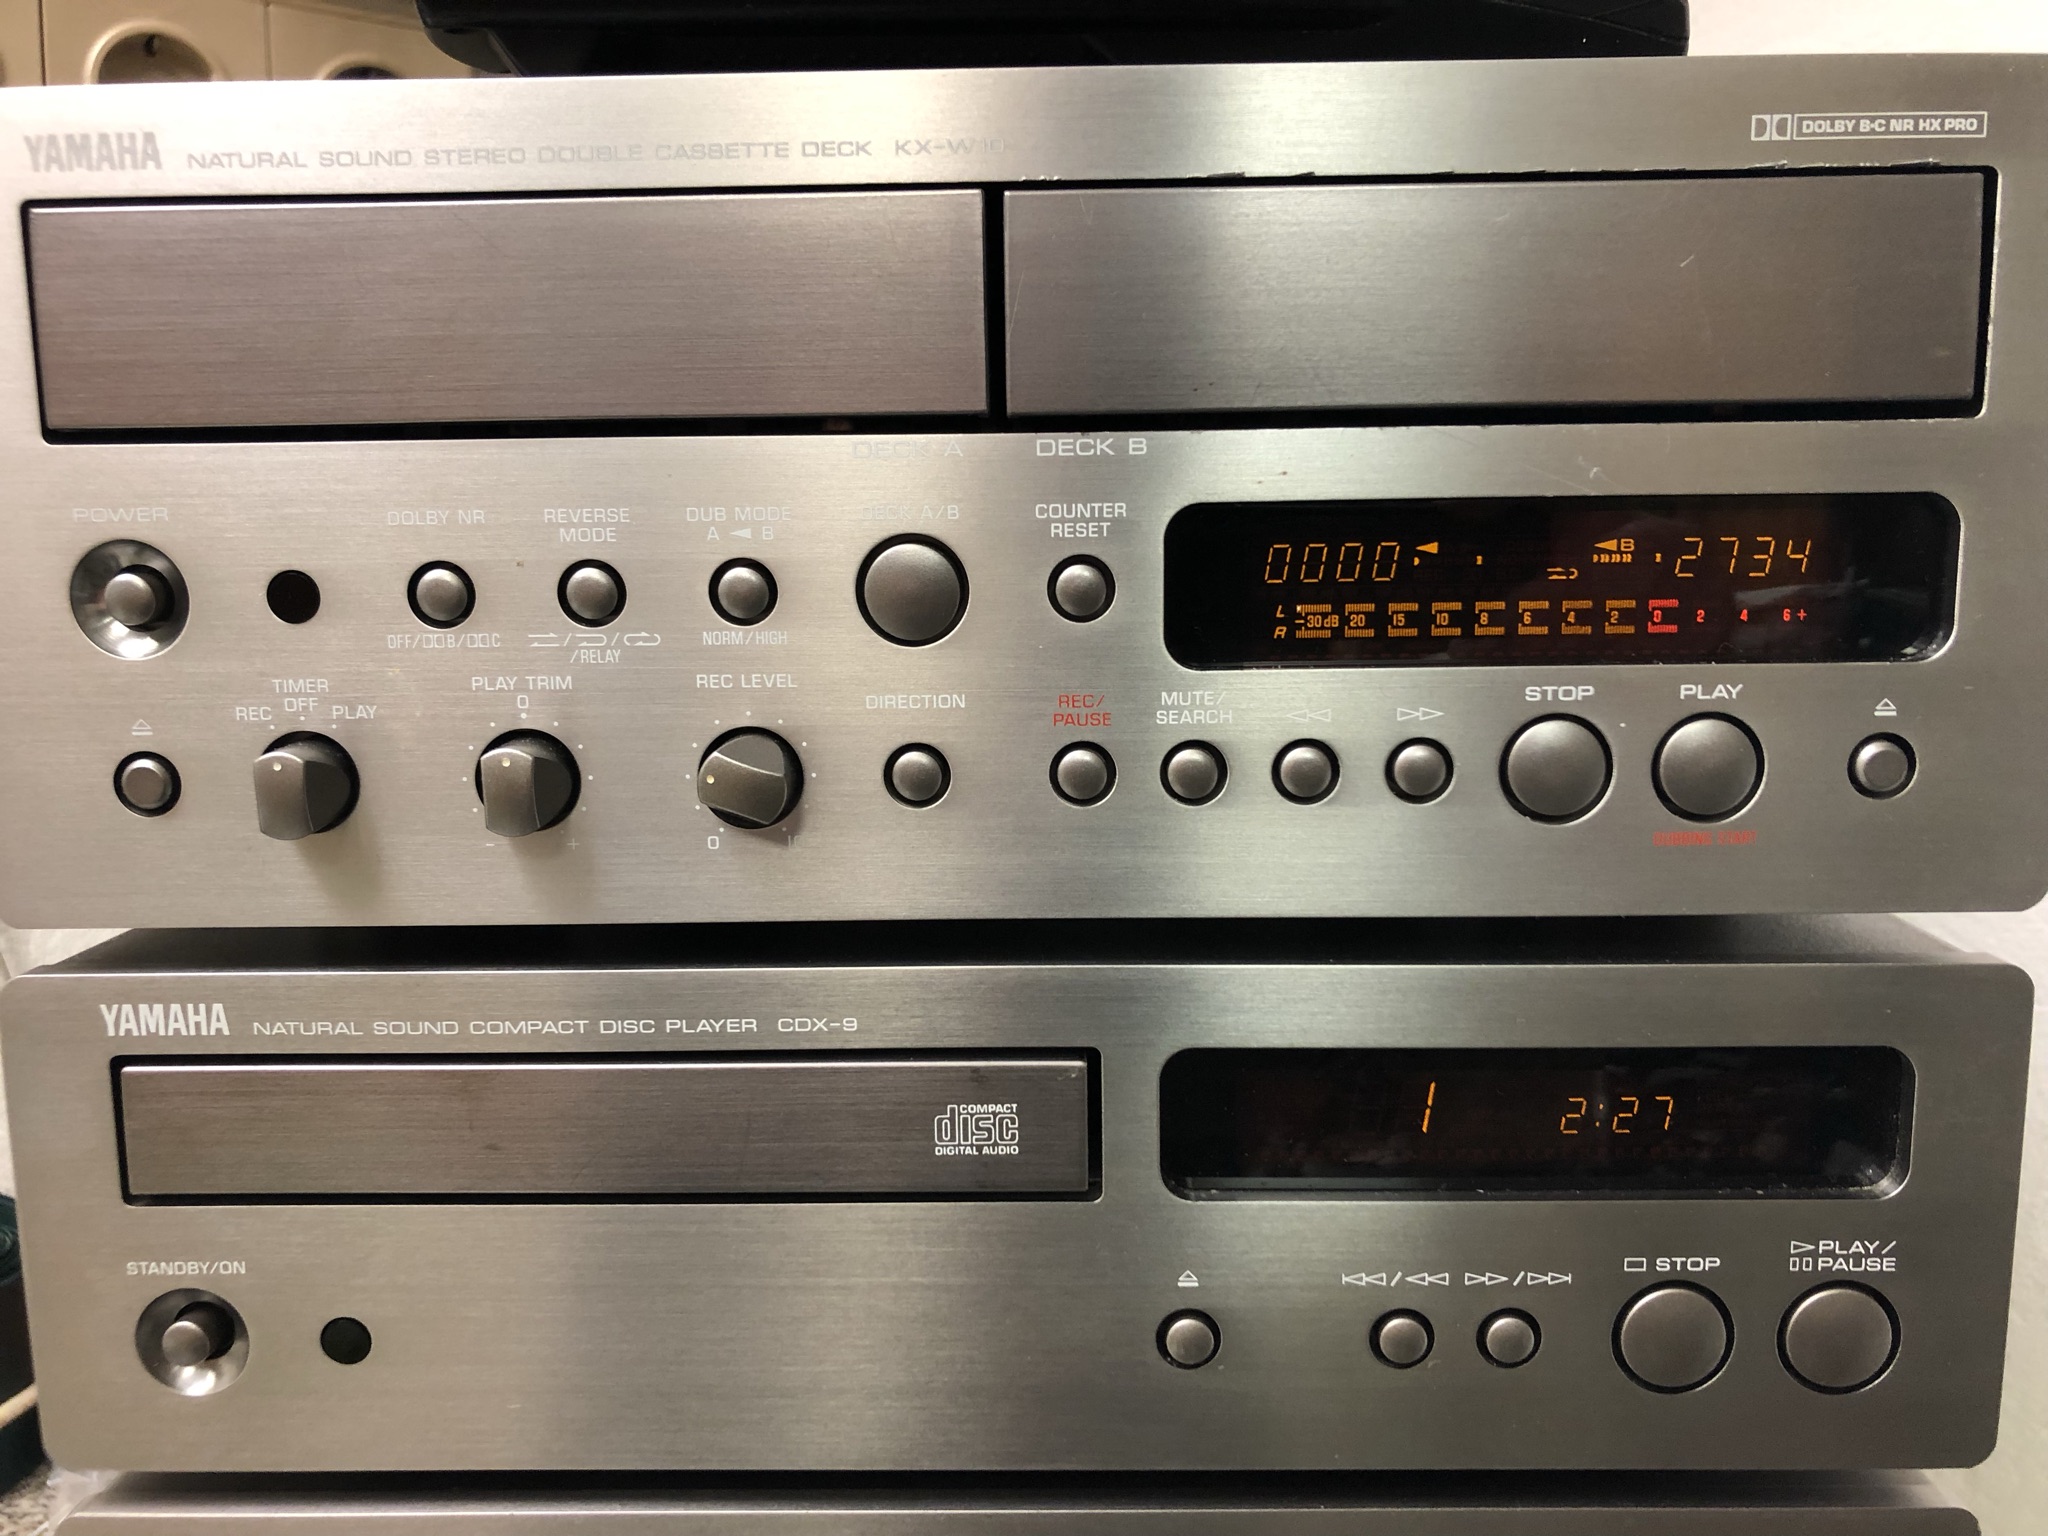 YAMAHA NATURAL SOUND STEREO DOUBLE CASSETTE DECK KX-W10
DOLBY B·C NR HX PRO
DECK A DECK B
POWER
DOLBY NR
OFF/B/C
REVERSE
MODE
/RELAY
DUB MODE
A ◄ B
NORM/HIGH
DECK A/B
COUNTER
RESET
0000 B 2734
L
R
-30dB 20 15 10 8 6 4 2 0 2 4 6+
TIMER
REC OFF PLAY
PLAY TRIM
0
- +
REC LEVEL
0 10
DIRECTION
REC/
PAUSE
MUTE/
SEARCH
STOP
PLAY
DUBBING START
YAMAHA NATURAL SOUND COMPACT DISC PLAYER CDX-9
COMPACT
disc
DIGITAL AUDIO
1 2:27
STANDBY/ON
STOP
PLAY/
PAUSE